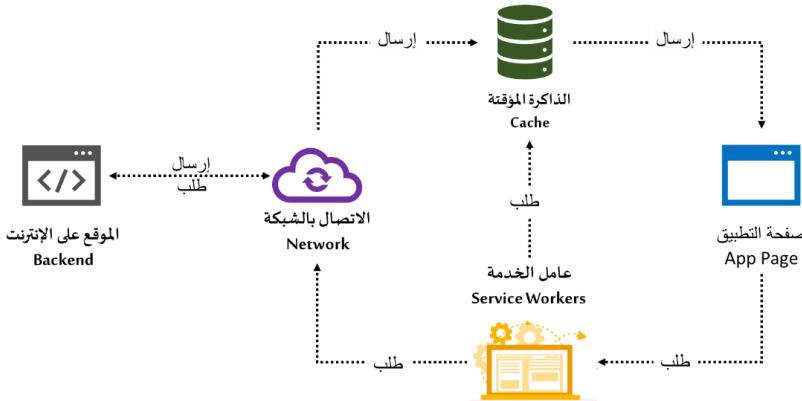 إرسال
إرسال
الذاكرة المؤقتة
Cache
إرسال
طلب
طلب
الاتصال بالشبكة
Network
الموقع على الإنترنت
Backend
صفحة التطبيق
App Page
عامل الخدمة
Service Workers
طلب
طلب